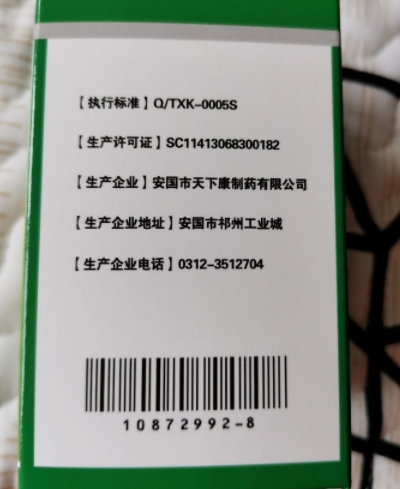 【执行标准】Q/TXK-0005S
【生产许可证】SC11413068300182
【生产企业】安国市天下康制药有限公司
【生产企业地址】安国市祁州工业城
【生产企业电话】0312-3512704
10872992-8